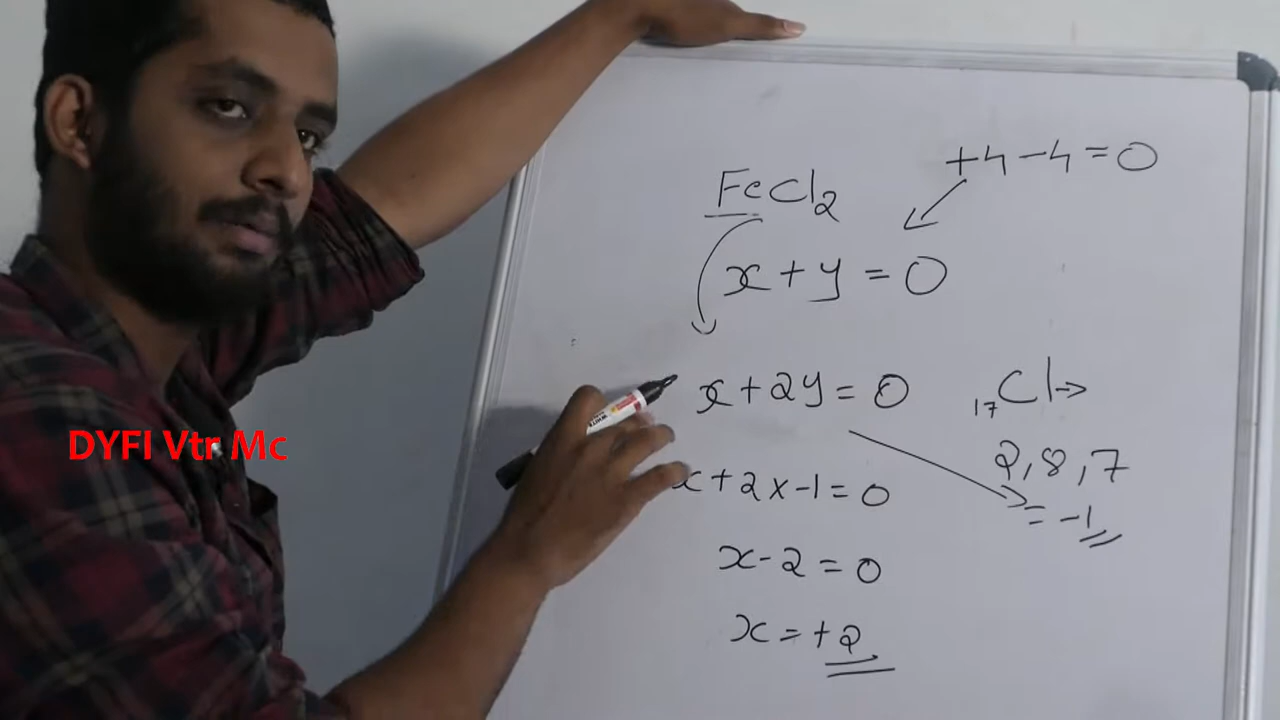 +4-4=0
FeCl2
x+y=0
x+2y=0
17Cl→
2,8,7
=-1
x+2x-1=0
x-2=0
x=+2
DYFI Vtr Mc